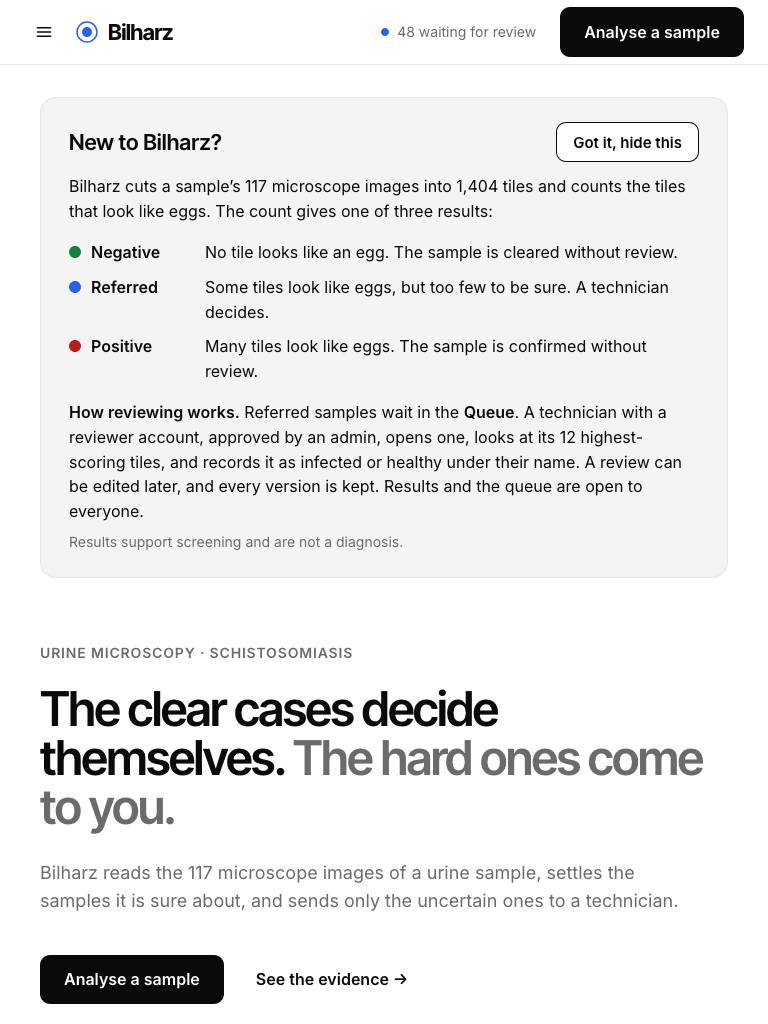 Bilharz
48 waiting for review
Analyse a sample
New to Bilharz?
Got it, hide this
Bilharz cuts a sample’s 117 microscope images into 1,404 tiles and counts the tiles
that look like eggs. The count gives one of three results:
Negative No tile looks like an egg. The sample is cleared without review.
Referred Some tiles look like eggs, but too few to be sure. A technician
decides.
Positive Many tiles look like eggs. The sample is confirmed without
review.
How reviewing works. Referred samples wait in the Queue. A technician with a
reviewer account, approved by an admin, opens one, looks at its 12 highest-
scoring tiles, and records it as infected or healthy under their name. A review can
be edited later, and every version is kept. Results and the queue are open to
everyone.
Results support screening and are not a diagnosis.
URINE MICROSCOPY · SCHISTOSOMIASIS
The clear cases decide
themselves. The hard ones come
to you.
Bilharz reads the 117 microscope images of a urine sample, settles the
samples it is sure about, and sends only the uncertain ones to a technician.
Analyse a sample
See the evidence →